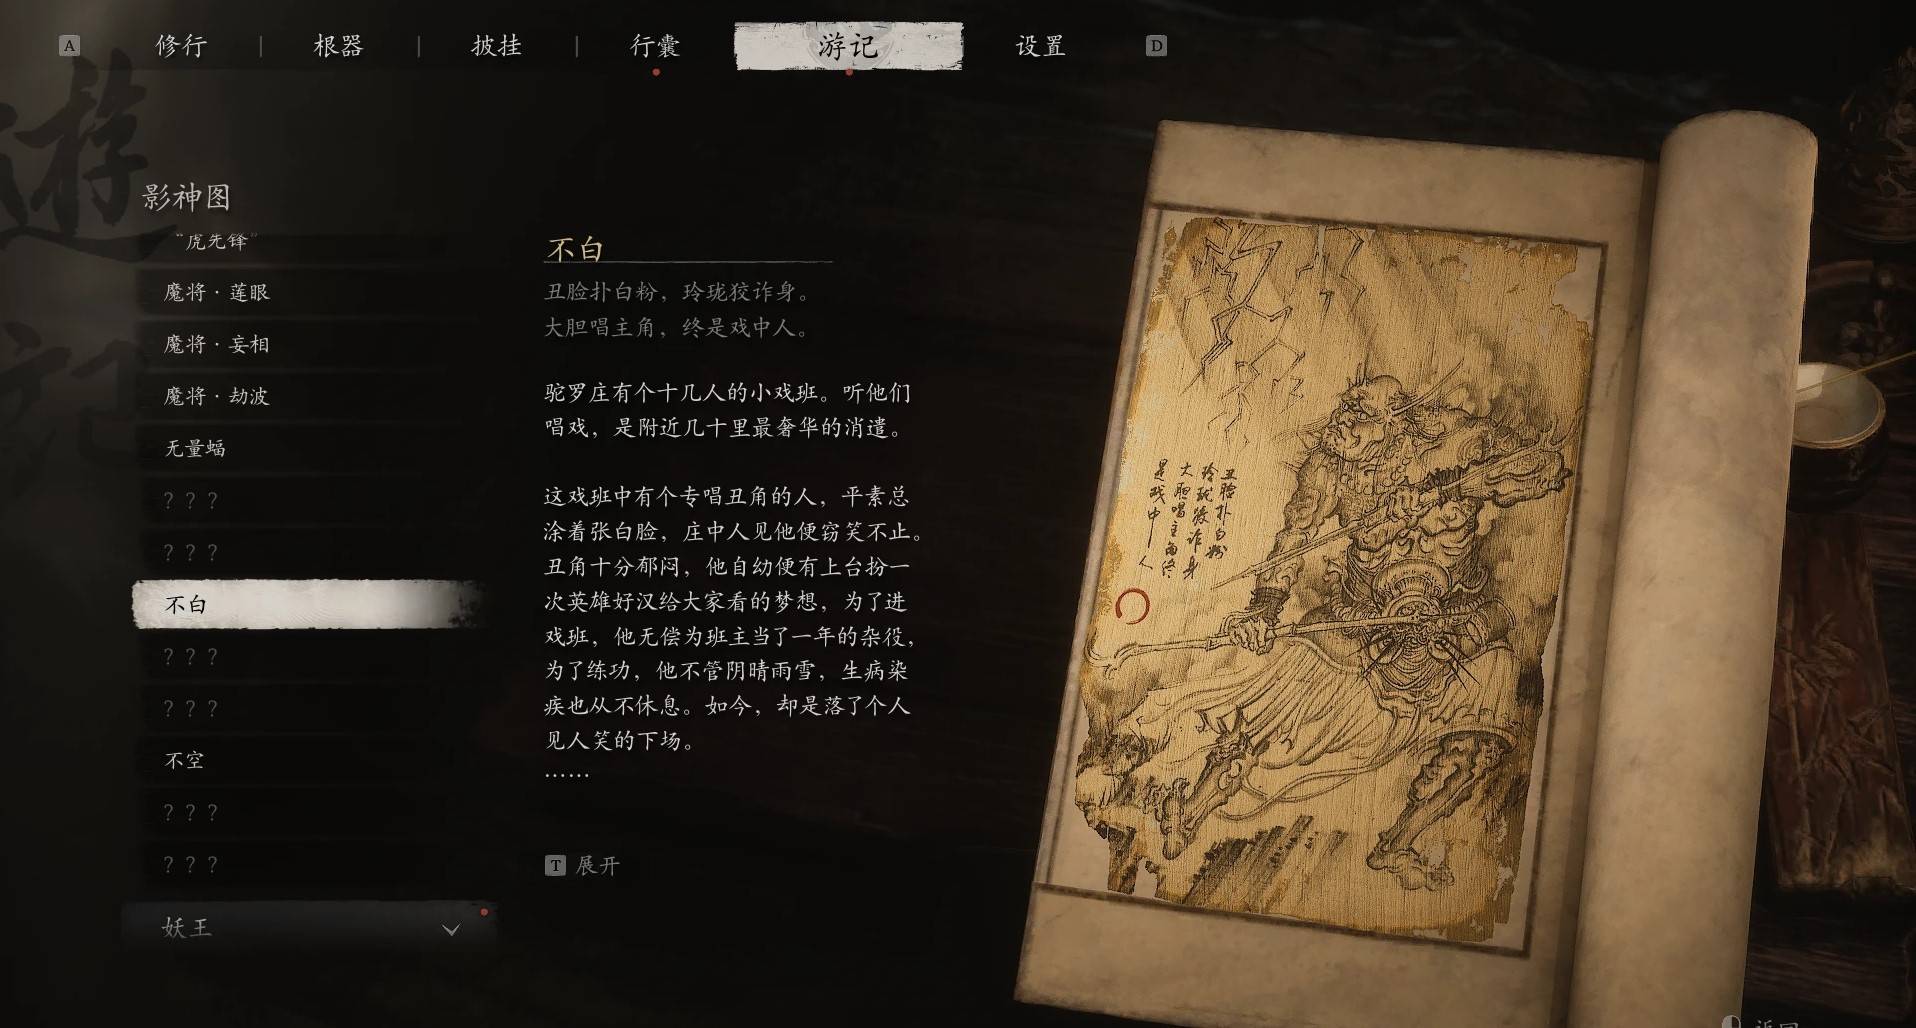 A
修行
根器
披挂
行囊
游记
设置
D
遊
記
影神图
“虎先锋”
魔将·莲眼
魔将·妄相
魔将·劫波
无量蝠
？？？
？？？
不白
？？？
？？？
不空
？？？
？？？
妖王
不白
丑脸扑白粉，玲珑狡诈身。
大胆唱主角，终是戏中人。
驼罗庄有个十几人的小戏班。听他们
唱戏，是附近几十里最奢华的消遣。
这戏班中有个专唱丑角的人，平素总
涂着张白脸，庄中人见他便窃笑不止。
丑角十分郁闷，他自幼便有上台扮一
次英雄好汉给大家看的梦想，为了进
戏班，他无偿为班主当了一年的杂役，
为了练功，他不管阴晴雨雪，生病染
疾也从不休息。如今，却是落了个人
见人笑的下场。
……
T 展开
丑脸扑白粉
玲珑狡诈身
大胆唱主角终
是戏中人
返回